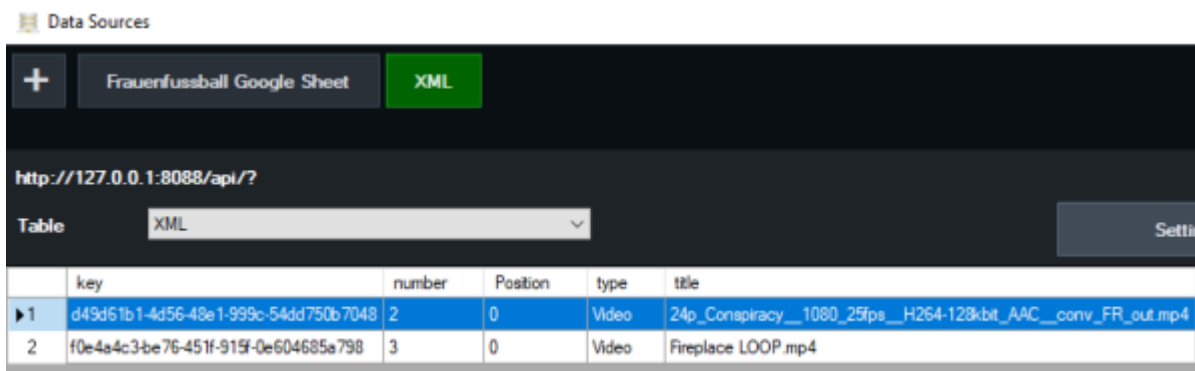 Data Sources
+ Frauenfussball Google Sheet XML
http://127.0.0.1:8088/api/?
Table XML Settin
key number Position type title
1 d49d61b1-4d56-48e1-999c-54dd750b7048 2 0 Video 24p_Conspiracy__1080_25fps__H264-128kbit_AAC__conv_FR_out.mp4
2 f0e4a4c3-be76-451f-915f-0e604685a798 3 0 Video Fireplace LOOP.mp4